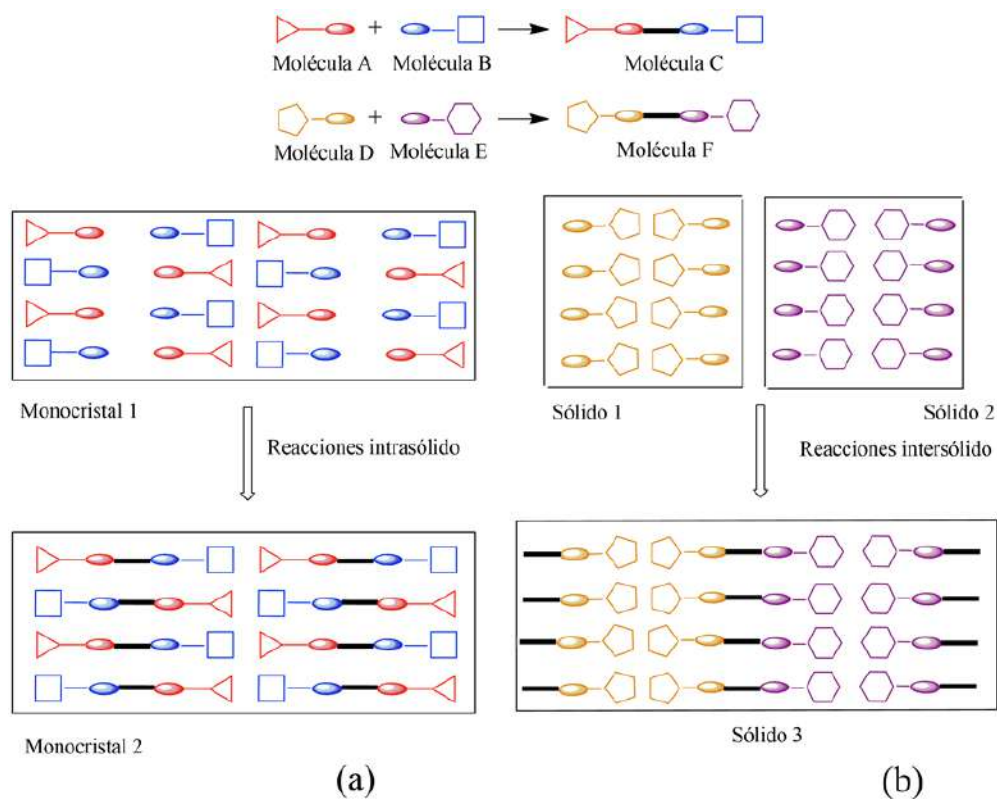 +
Molécula A Molécula B Molécula C
+
Molécula D Molécula E Molécula F
Monocristal 1
Sólido 1 Sólido 2
Reacciones intrasólido
Reacciones intersólido
Monocristal 2
Sólido 3
(a) (b)